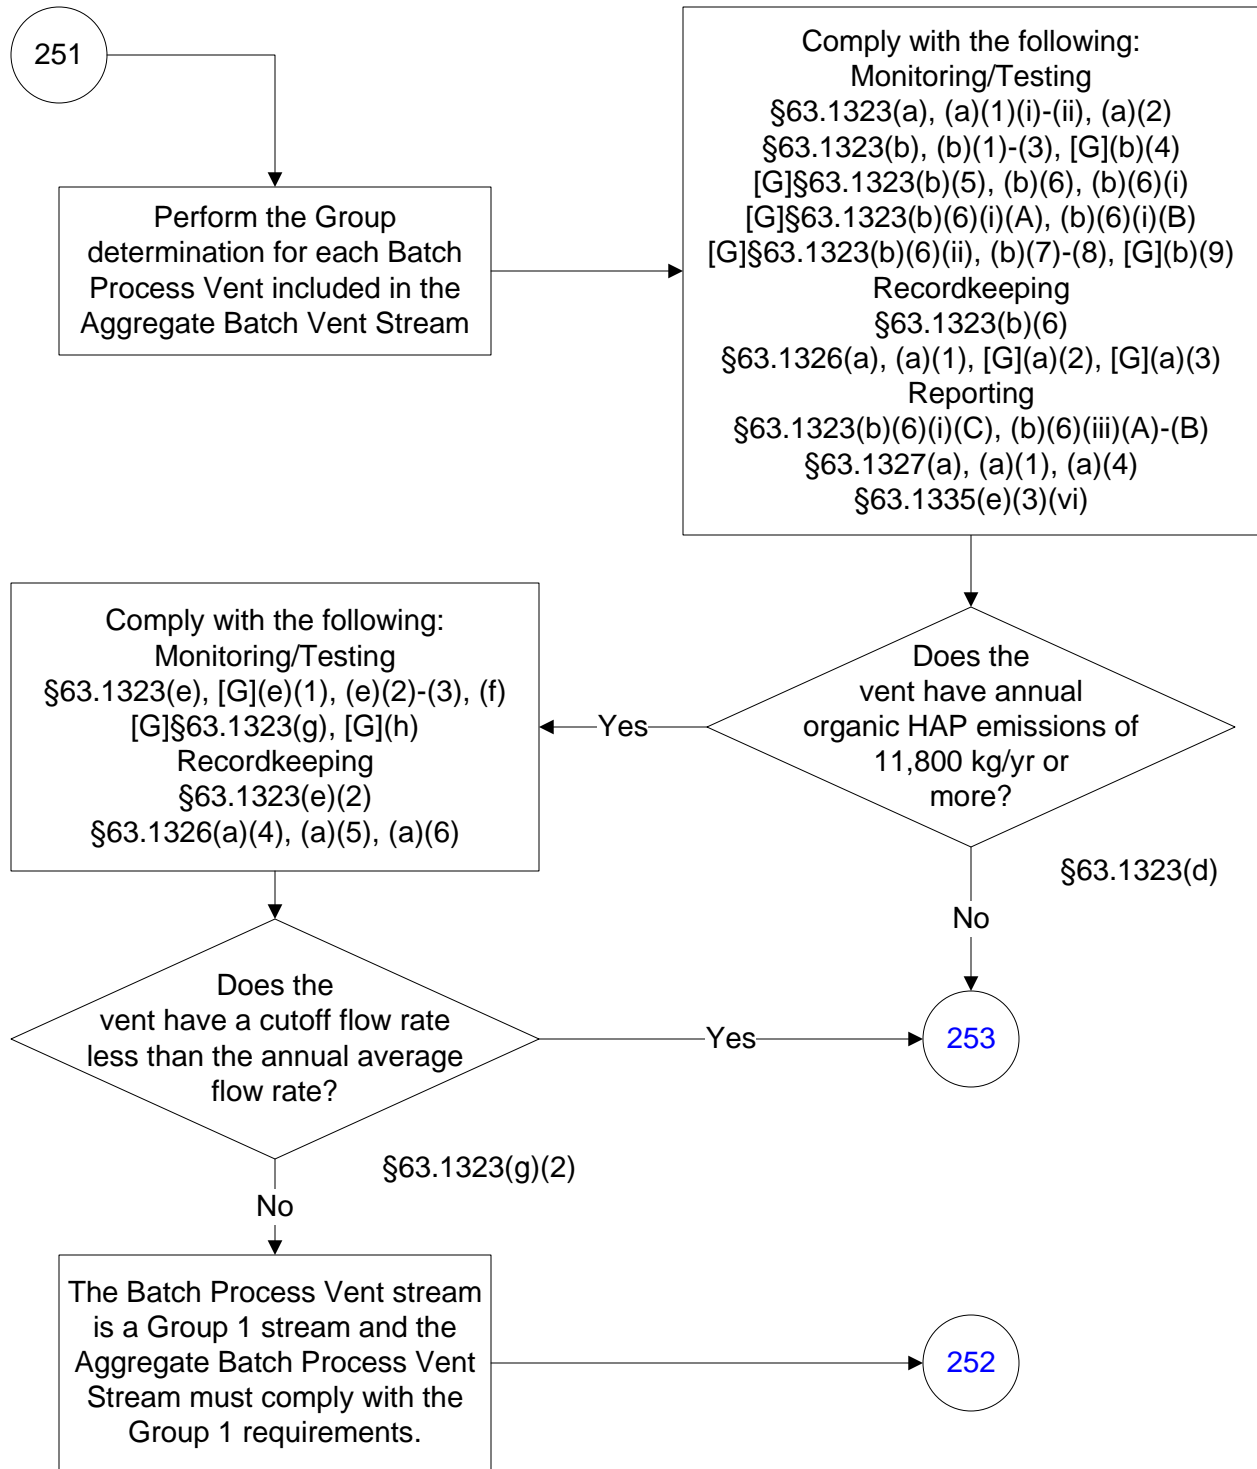 251
Perform the Group
determination for each Batch
Process Vent included in the
Aggregate Batch Vent Stream
Comply with the following:
Monitoring/Testing
§63.1323(a), (a)(1)(i)-(ii), (a)(2)
§63.1323(b), (b)(1)-(3), [G](b)(4)
[G]§63.1323(b)(5), (b)(6), (b)(6)(i)
[G]§63.1323(b)(6)(i)(A), (b)(6)(i)(B)
[G]§63.1323(b)(6)(ii), (b)(7)-(8), [G](b)(9)
Recordkeeping
§63.1323(b)(6)
§63.1326(a), (a)(1), [G](a)(2), [G](a)(3)
Reporting
§63.1323(b)(6)(i)(C), (b)(6)(iii)(A)-(B)
§63.1327(a), (a)(1), (a)(4)
§63.1335(e)(3)(vi)
Does the
vent have annual
organic HAP emissions of
11,800 kg/yr or
more?
§63.1323(d)
Yes
No
Comply with the following:
Monitoring/Testing
§63.1323(e), [G](e)(1), (e)(2)-(3), (f)
[G]§63.1323(g), [G](h)
Recordkeeping
§63.1323(e)(2)
§63.1326(a)(4), (a)(5), (a)(6)
Does the
vent have a cutoff flow rate
less than the annual average
flow rate?
Yes
253
§63.1323(g)(2)
No
The Batch Process Vent stream
is a Group 1 stream and the
Aggregate Batch Process Vent
Stream must comply with the
Group 1 requirements.
252